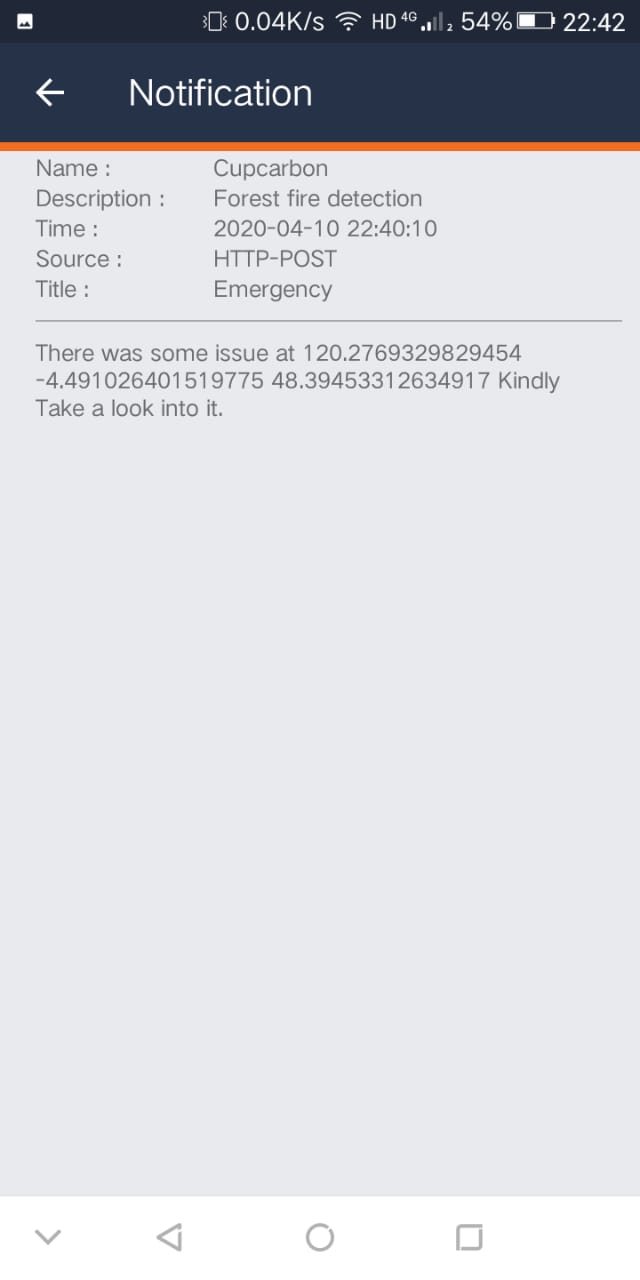 0.04K/s HD 4G 2 54% 22:42
Notification
Name : Cupcarbon
Description : Forest fire detection
Time : 2020-04-10 22:40:10
Source : HTTP-POST
Title : Emergency
There was some issue at 120.2769329829454
-4.491026401519775 48.39453312634917 Kindly
Take a look into it.